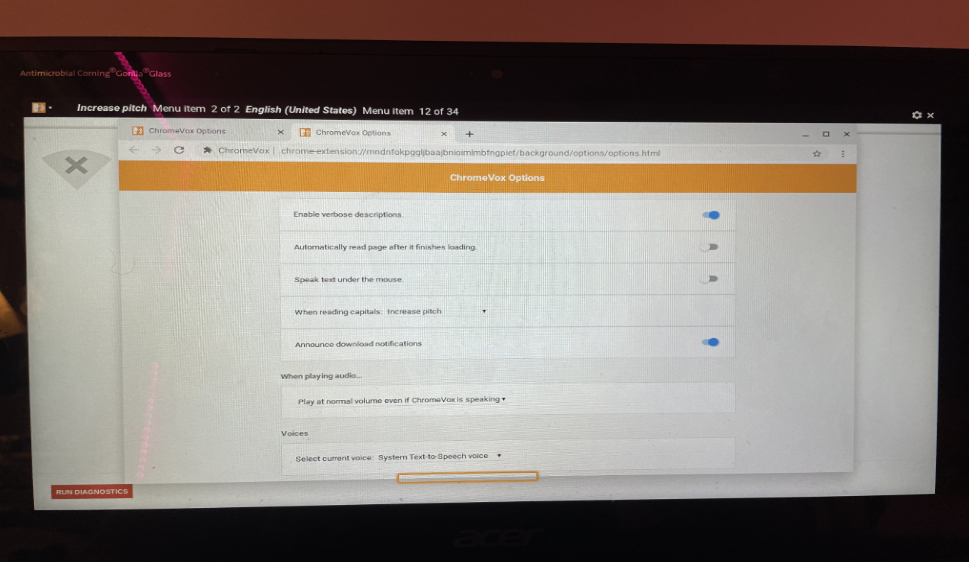 Antimicrobial Corning®Gorilla®Glass
Increase pitch Menu item 2 of 2 English (United States) Menu item 12 of 34
ChromeVox Options
ChromeVox Options
ChromeVox | chrome-extension://mndnfokpggljbaajbnioimlmbfngpief/background/options/options.html
ChromeVox Options
Enable verbose descriptions.
Automatically read page after it finishes loading.
Speak text under the mouse.
When reading capitals: Increase pitch
Announce download notifications
When playing audio...
Play at normal volume even if ChromeVox is speaking
Voices
Select current voice: System Text-to-Speech voice
RUN DIAGNOSTICS
acer